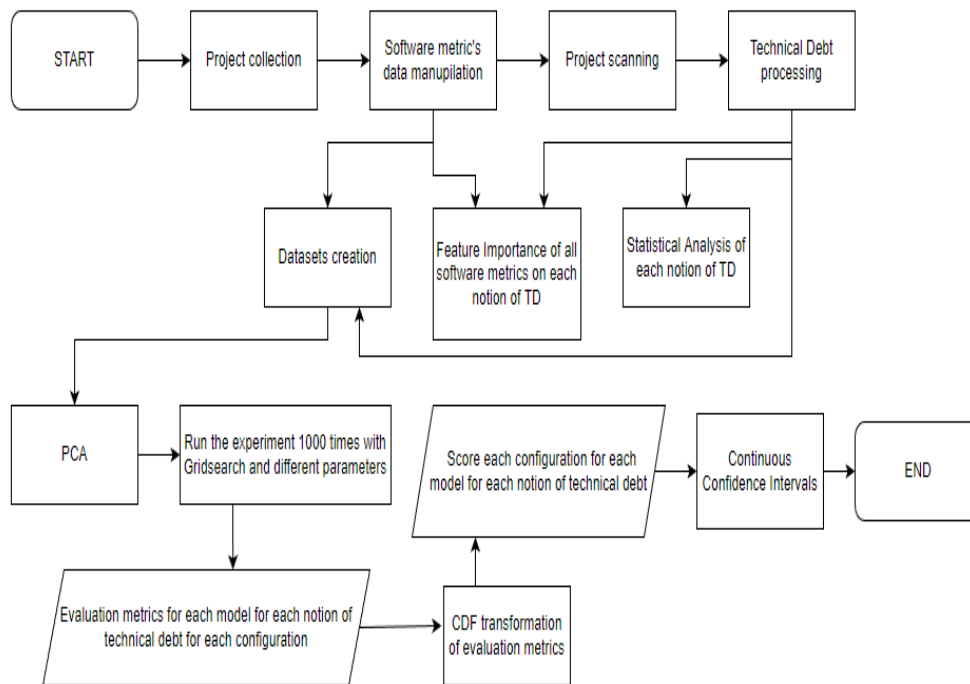 START
Project collection
Software metric's
data manupilation
Project scanning
Technical Debt
processing
Datasets creation
Feature Importance of all
software metrics on each
notion of TD
Statistical Analysis of
each notion of TD
PCA
Run the experiment 1000 times with
Gridsearch and different parameters
Score each configuration for each
model for each notion of technical debt
Continuous
Confidence Intervals
END
Evaluation metrics for each model for each notion of
technical debt for each configuration
CDF transformation
of evaluation metrics